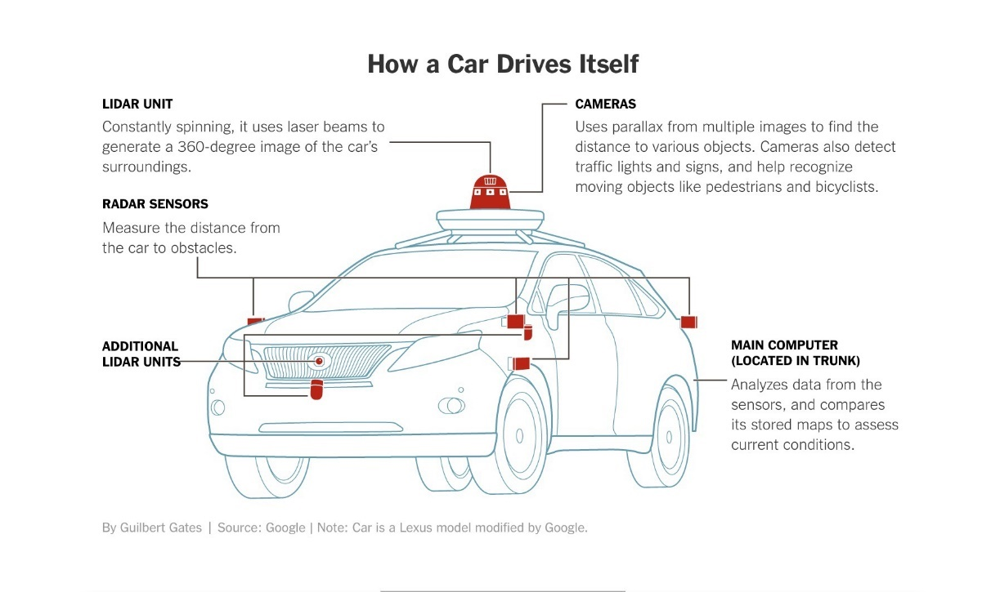 How a Car Drives Itself
LIDAR UNIT
Constantly spinning, it uses laser beams to
generate a 360-degree image of the car's
surroundings.
CAMERAS
Uses parallax from multiple images to find the
distance to various objects. Cameras also detect
traffic lights and signs, and help recognize
moving objects like pedestrians and bicyclists.
RADAR SENSORS
Measure the distance from
the car to obstacles.
ADDITIONAL
LIDAR UNITS
MAIN COMPUTER
(LOCATED IN TRUNK)
Analyzes data from the
sensors, and compares
its stored maps to assess
current conditions.
By Guilbert Gates | Source: Google | Note: Car is a Lexus model modified by Google.